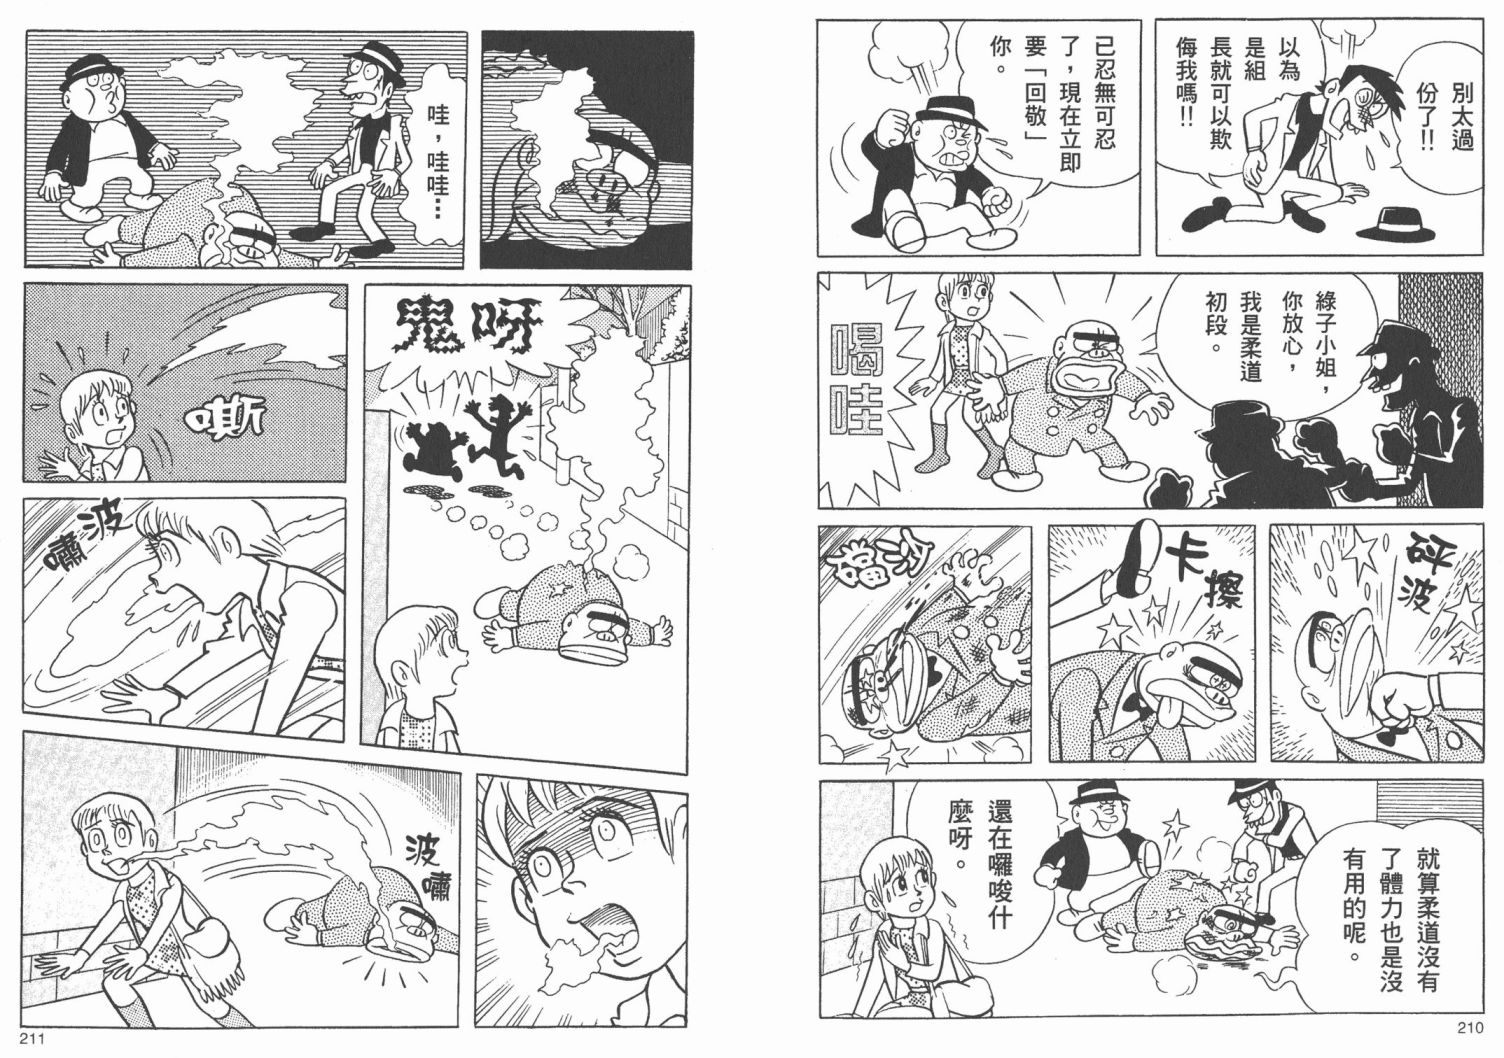 別太過
份了!!
以為
是組
長就可以欺
侮我嗎!!
已忍無可忍
了，現在立即
要「回敬」
你。
綠子小姐，
你放心，
我是柔道
初段。
喝
哇
砰
波
卡
擦
就算柔道沒有
了體力也是沒
有用的呢。
還在囉唆什
麼呀。
210
哇，哇哇…
鬼呀
嘶
波
嘯
波
嘯
211